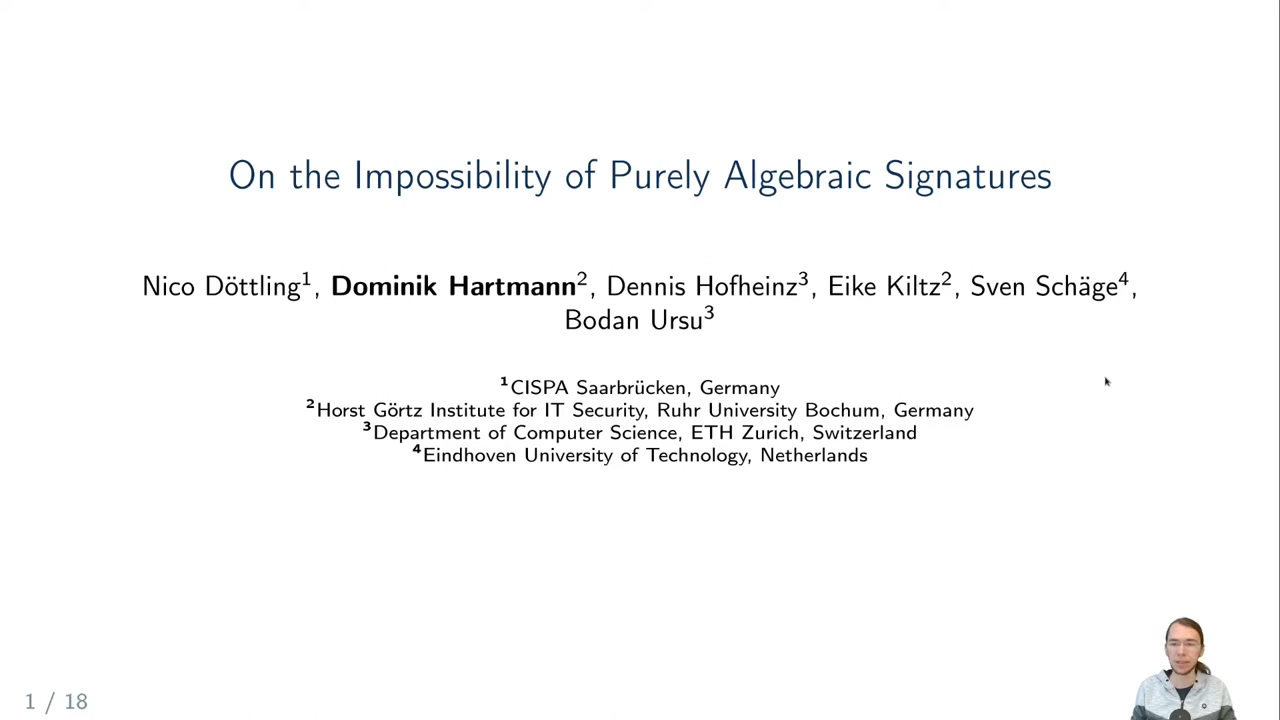 On the Impossibility of Purely Algebraic Signatures
Nico Döttling1, Dominik Hartmann2, Dennis Hofheinz3, Eike Kiltz2, Sven Schäge4,
Bodan Ursu3
1CISPA Saarbrücken, Germany
2Horst Görtz Institute for IT Security, Ruhr University Bochum, Germany
3Department of Computer Science, ETH Zurich, Switzerland
4Eindhoven University of Technology, Netherlands
1 / 18